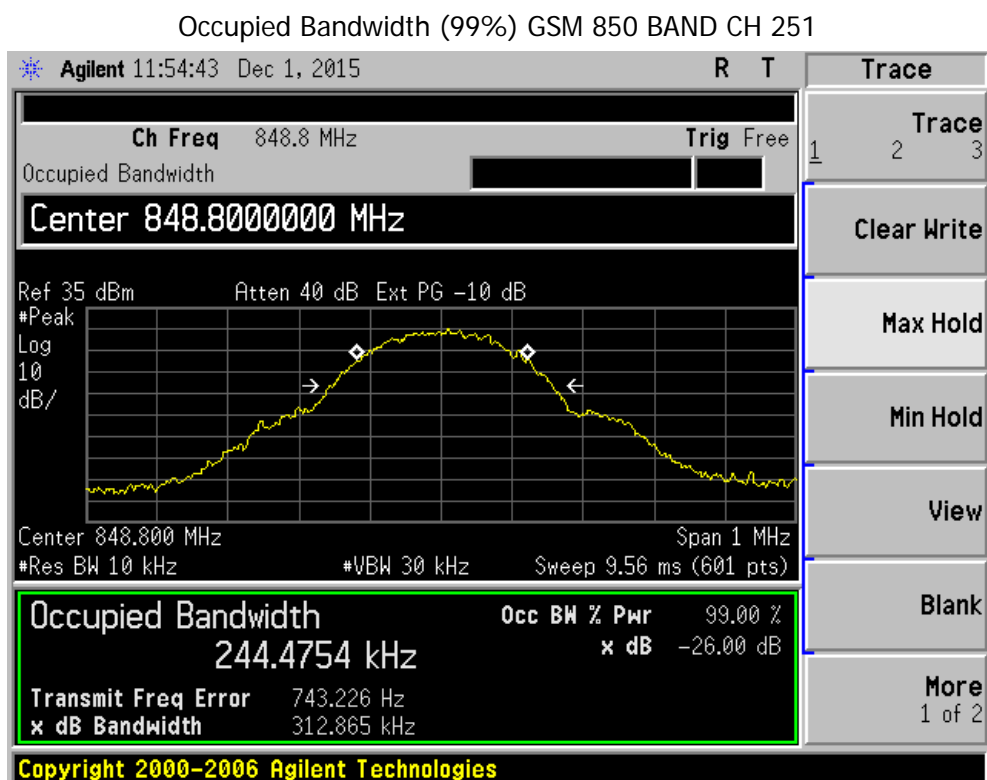 Occupied Bandwidth (99%) GSM 850 BAND CH 251
Agilent 11:54:43 Dec 1, 2015 R T Trace
Ch Freq 848.8 MHz Trig Free
Occupied Bandwidth
Center 848.8000000 MHz
Ref 35 dBm Atten 40 dB Ext PG -10 dB
#Peak
Log
10
dB/
Center 848.800 MHz Span 1 MHz
#Res BW 10 kHz #VBW 30 kHz Sweep 9.56 ms (601 pts)
Occupied Bandwidth Occ BW % Pwr 99.00 %
244.4754 kHz x dB -26.00 dB
Transmit Freq Error 743.226 Hz
x dB Bandwidth 312.865 kHz
Trace
1 2 3
Clear Write
Max Hold
Min Hold
View
Blank
More
1 of 2
Copyright 2000-2006 Agilent Technologies